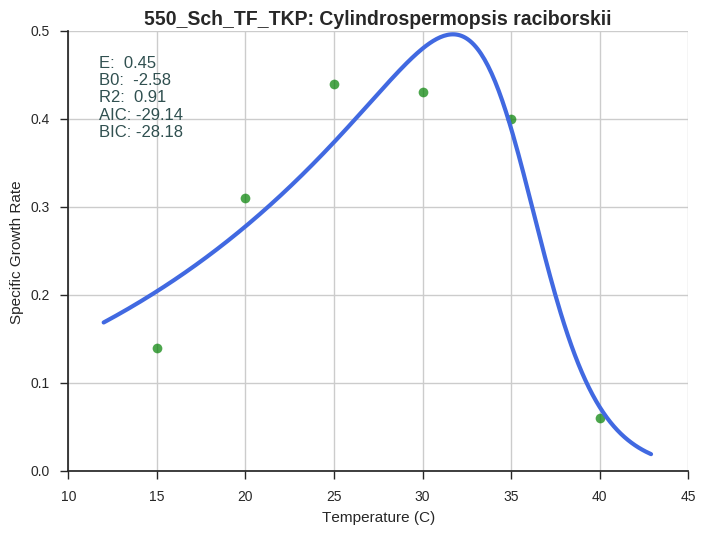 550_Sch_TF_TKP: Cylindrospermopsis raciborskii
0.5
E:  0.45
B0:  -2.58
R2:  0.91
AIC: -29.14
BIC: -28.18
0.4
0.3
0.2
0.1
0.0
Specific Growth Rate
10 15 20 25 30 35 40 45
Temperature (C)